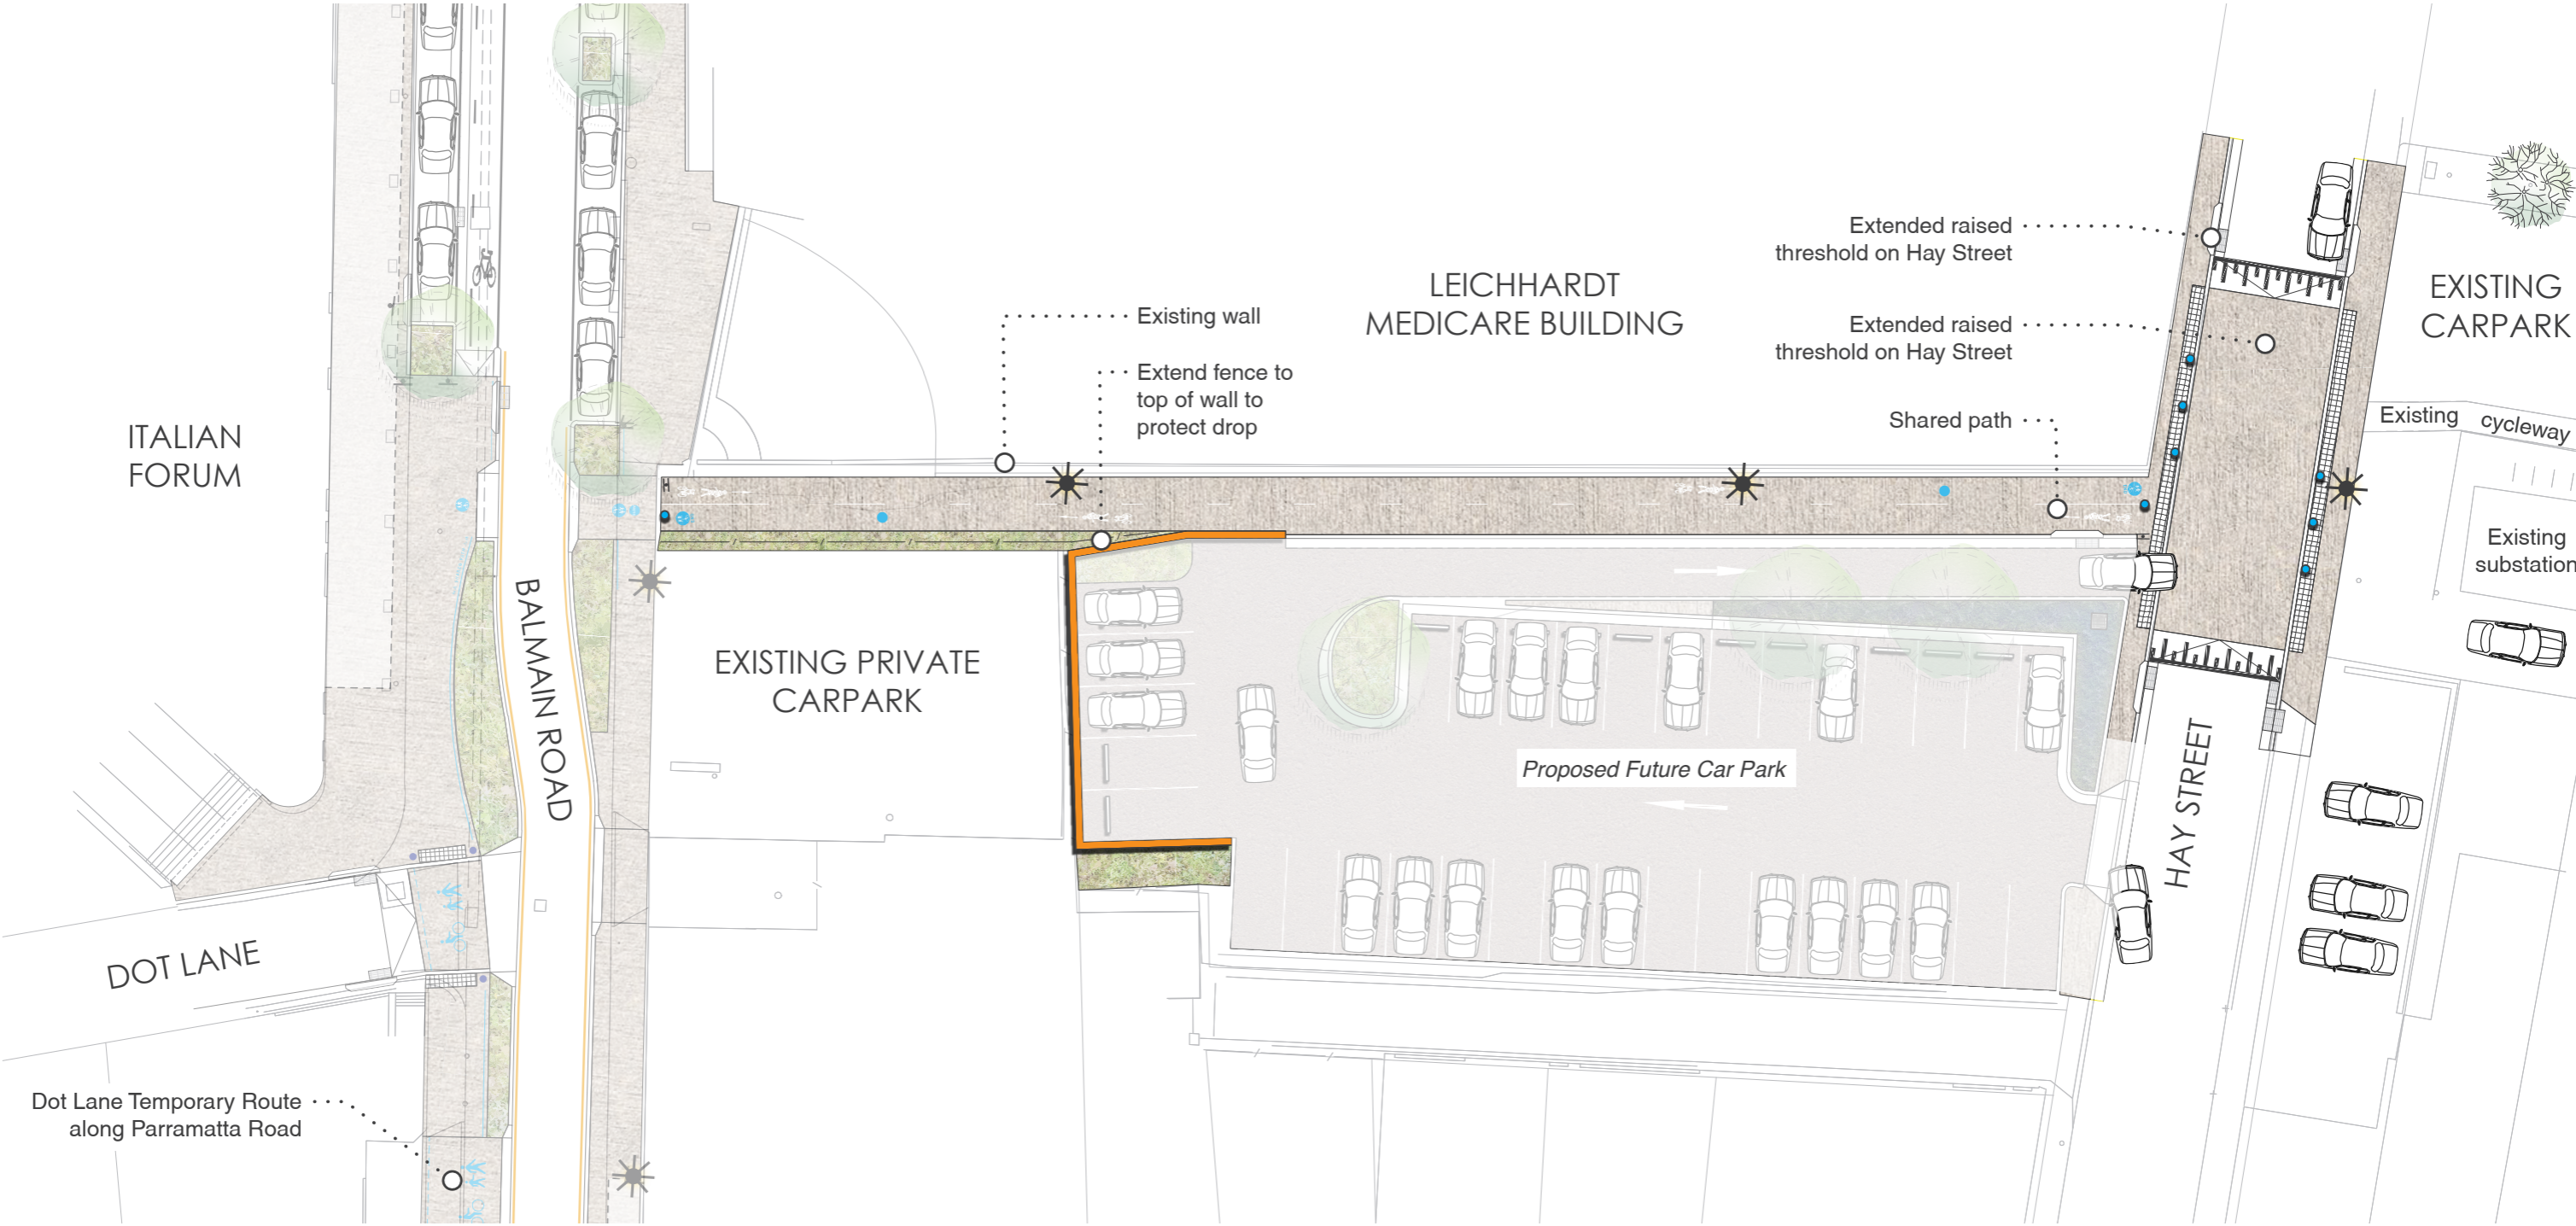 Extended raised
threshold on Hay Street
LEICHHARDT
MEDICARE BUILDING
EXISTING
CARPARK
Existing wall
Extended raised
threshold on Hay Street
Extend fence to
top of wall to
protect drop
Shared path
Existing cycleway
ITALIAN
FORUM
Existing
substation
BALMAIN ROAD
EXISTING PRIVATE
CARPARK
Proposed Future Car Park
HAY STREET
DOT LANE
Dot Lane Temporary Route
along Parramatta Road